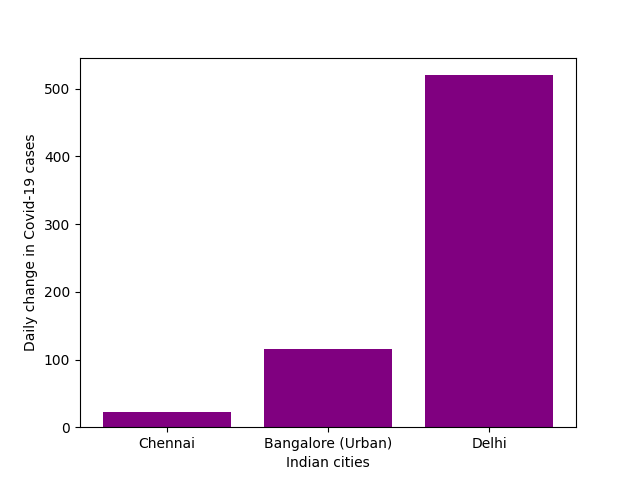 500
400
300
200
100
0
Daily change in Covid-19 cases
Chennai Bangalore (Urban) Delhi
Indian cities